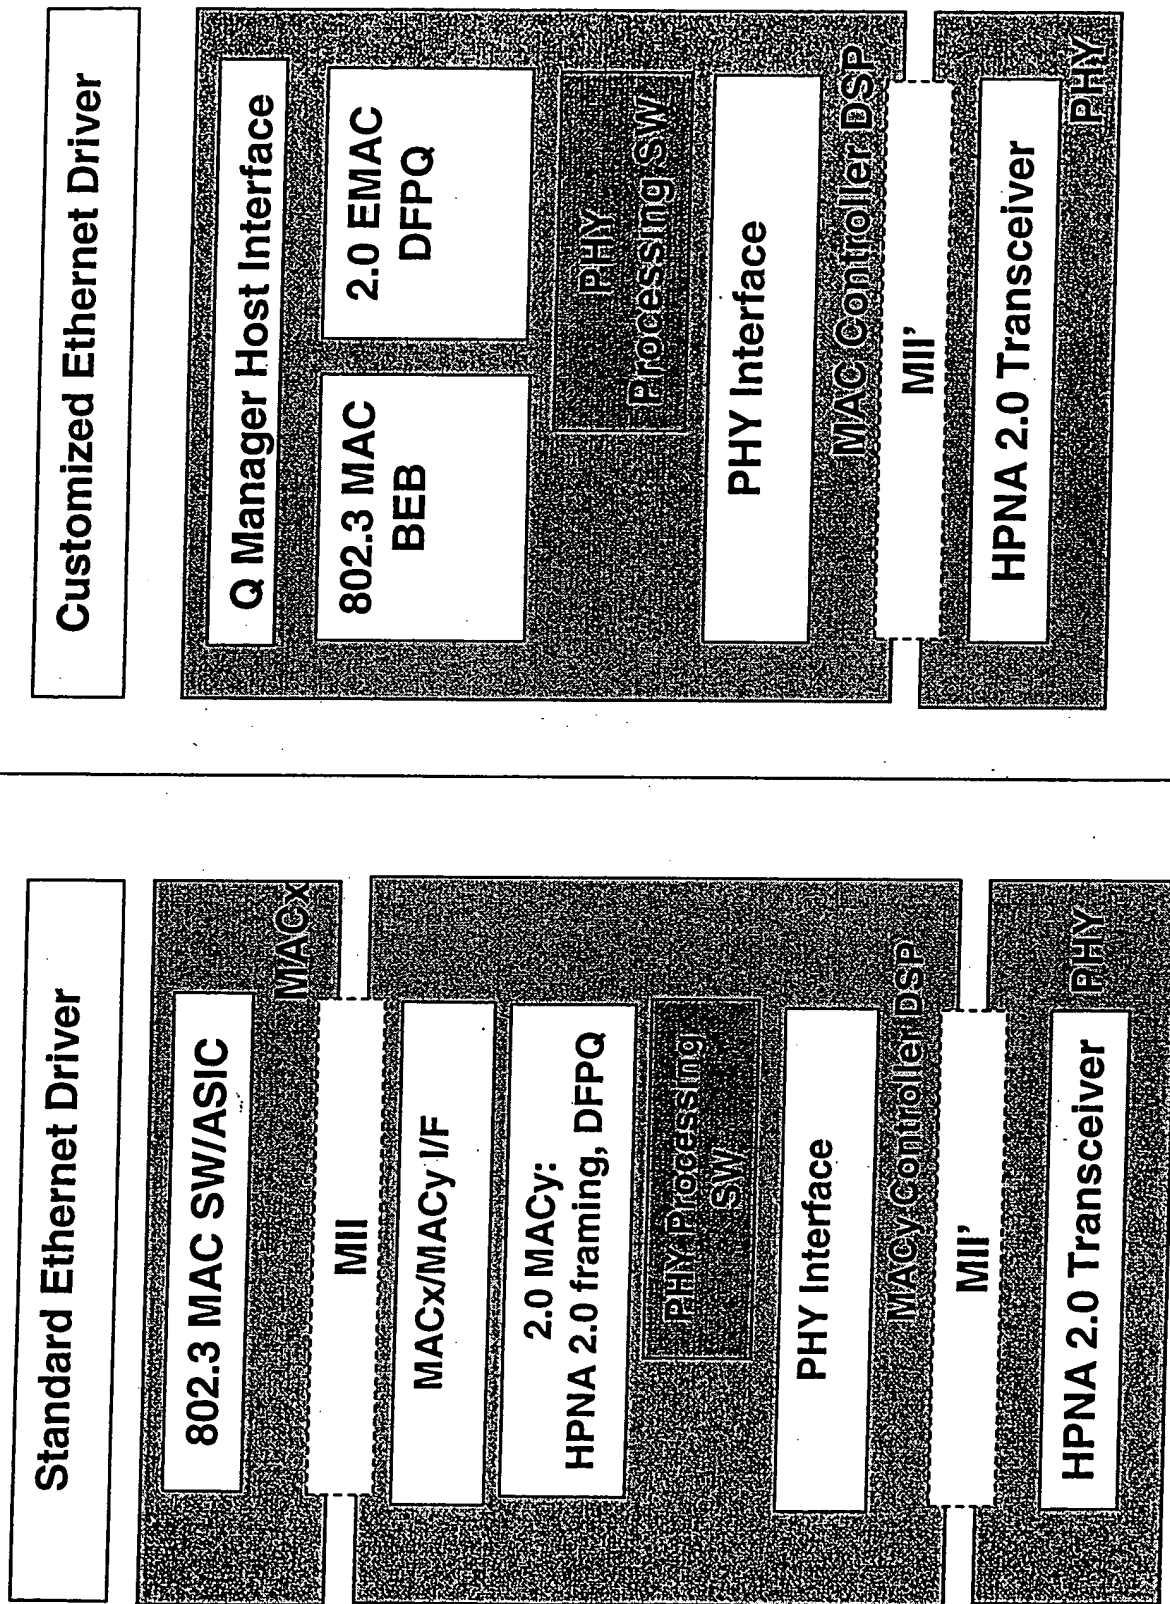 Standard Ethernet Driver
802.3 MAC SW/ASIC
MACx
MII
MACx/MACy I/F
2.0 MACy:
HPNA 2.0 framing, DFPQ
PHY Processing
SW
PHY Interface
MACy Controller DSP
MII'
HPNA 2.0 Transceiver
PHY
Customized Ethernet Driver
Q Manager Host Interface
802.3 MAC
BEB
2.0 EMAC
DFPQ
PHY
Processing SW
PHY Interface
MAC Controller DSP
MII'
HPNA 2.0 Transceiver
PHY